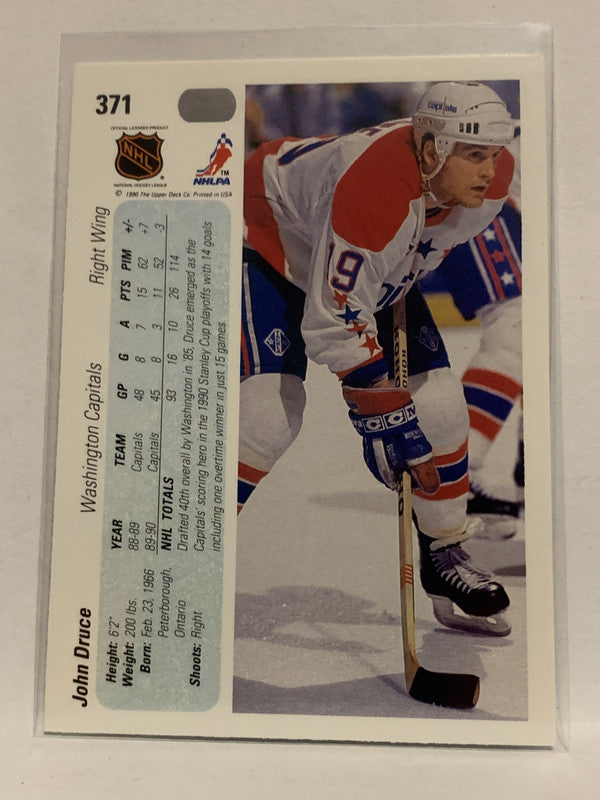 371
OFFICIAL LICENSED PRODUCT
NHL
NATIONAL HOCKEY LEAGUE
NHLPA
TM
© 1990 The Upper Deck Co. Printed in USA
John Druce Washington Capitals Right Wing
Height: 6'2"
Weight: 200 lbs.
Born: Feb. 23, 1966
Peterborough,
Ontario
Shoots: Right
YEAR TEAM GP G A PTS PIM +/-
88-89 Capitals 48 8 7 15 62 +7
89-90 Capitals 45 8 3 11 52 -3
NHL TOTALS 93 16 10 26 114
Drafted 40th overall by Washington in '85, Druce emerged as the
Capitals' scoring hero in the 1990 Stanley Cup playoffs with 14 goals
including one overtime winner in just 15 games.
capitals
19
KOHO
CCM